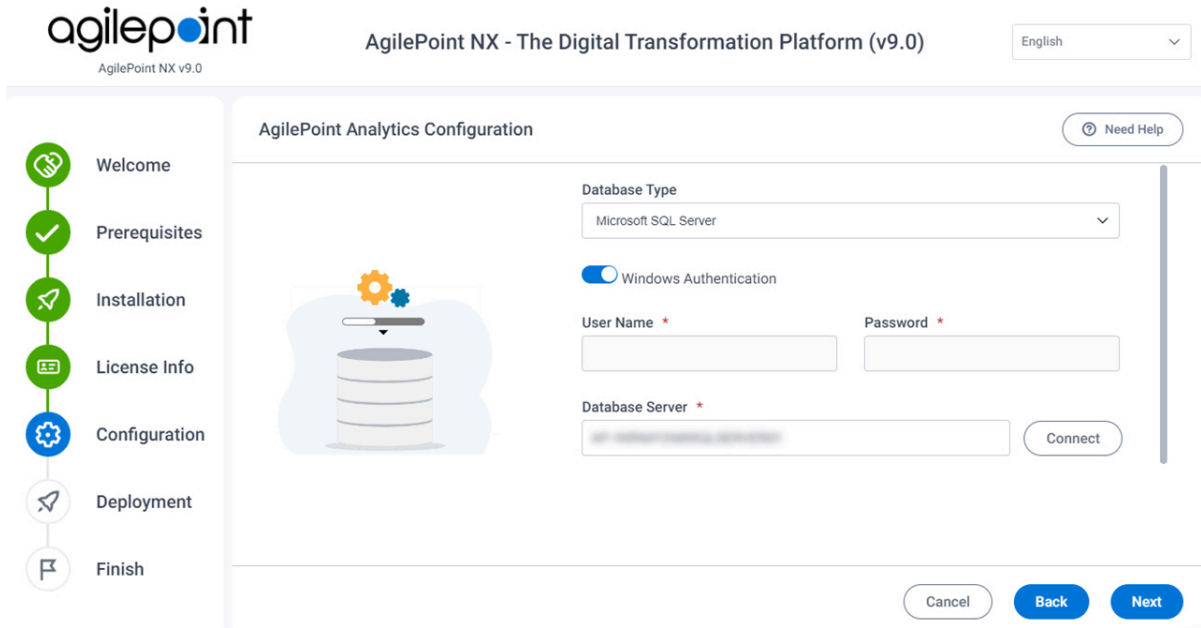 agilepoint
AgilePoint NX v9.0
AgilePoint NX - The Digital Transformation Platform (v9.0)
English
Welcome
Prerequisites
Installation
License Info
Configuration
Deployment
Finish
AgilePoint Analytics Configuration
Need Help
Database Type
Microsoft SQL Server
Windows Authentication
User Name *
Password *
Database Server *
Connect
Cancel
Back
Next